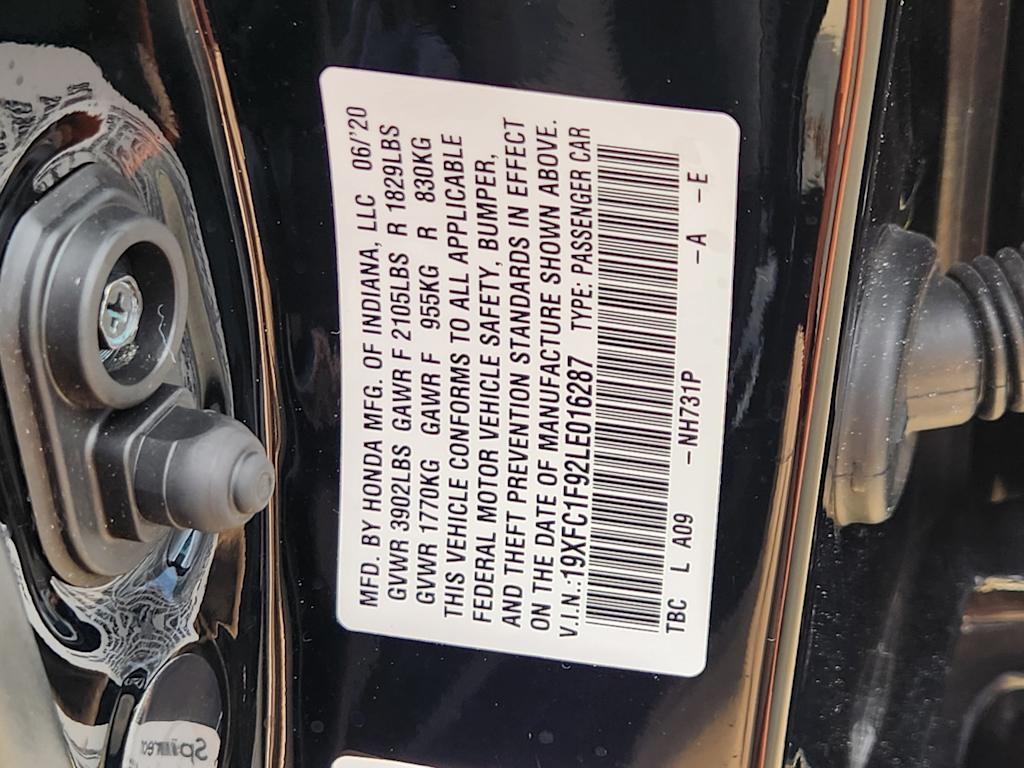 MFD. BY HONDA MFG. OF INDIANA, LLC 06/'20
GVWR 3902LBS GAWR F 2105LBS R 1829LBS
GVWR 1770KG GAWR F 955KG R 830KG
THIS VEHICLE CONFORMS TO ALL APPLICABLE
FEDERAL MOTOR VEHICLE SAFETY, BUMPER,
AND THEFT PREVENTION STANDARDS IN EFFECT
ON THE DATE OF MANUFACTURE SHOWN ABOVE.
V.I.N.:19XFC1F92LE016287 TYPE: PASSENGER CAR
TBC L A09 -NH731P -A -E